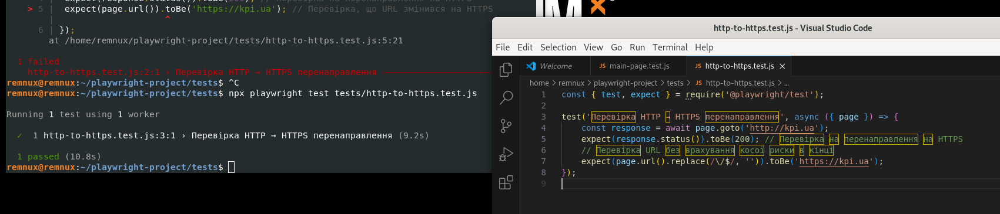 > 5 |  expect(page.url()).toBe('https://kpi.ua'); // Перевірка, що URL змінився на HTTPS
|                     ^
6 | });
at /home/remnux/playwright-project/tests/http-to-https.test.js:5:21
1 failed
http-to-https.test.js:2:1 › Перевірка HTTP → HTTPS перенаправлення
remnux@remnux:~/playwright-project/tests$ ^C
remnux@remnux:~/playwright-project/tests$ npx playwright test tests/http-to-https.test.js
Running 1 test using 1 worker
✓  1 http-to-https.test.js:3:1 › Перевірка HTTP → HTTPS перенаправлення (9.2s)
1 passed (10.8s)
remnux@remnux:~/playwright-project/tests$
http-to-https.test.js - Visual Studio Code
File Edit Selection View Go Run Terminal Help
Welcome JS main-page.test.js JS http-to-https.test.js ×
home > remnux > playwright-project > tests > JS http-to-https.test.js > ...
1 const { test, expect } = require('@playwright/test');
2
3 test('Перевірка HTTP → HTTPS перенаправлення', async ({ page }) => {
4     const response = await page.goto('http://kpi.ua');
5     expect(response.status()).toBe(200); // Перевірка на перенаправлення на HTTPS
6     // Перевірка URL без врахування косої риски в кінці
7     expect(page.url().replace(/\/$/, '')).toBe('https://kpi.ua');
8 });
9